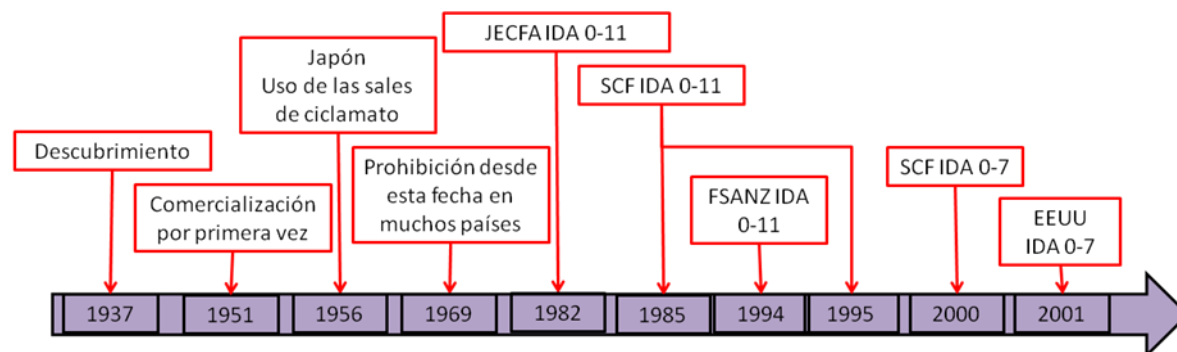 JECFA IDA 0-11
Japón
Uso de las sales
de ciclamato
SCF IDA 0-11
Descubrimiento
Prohibición desde
esta fecha en
muchos países
SCF IDA 0-7
Comercialización
por primera vez
FSANZ IDA
0-11
EEUU
IDA 0-7
1937
1951
1956
1969
1982
1985
1994
1995
2000
2001